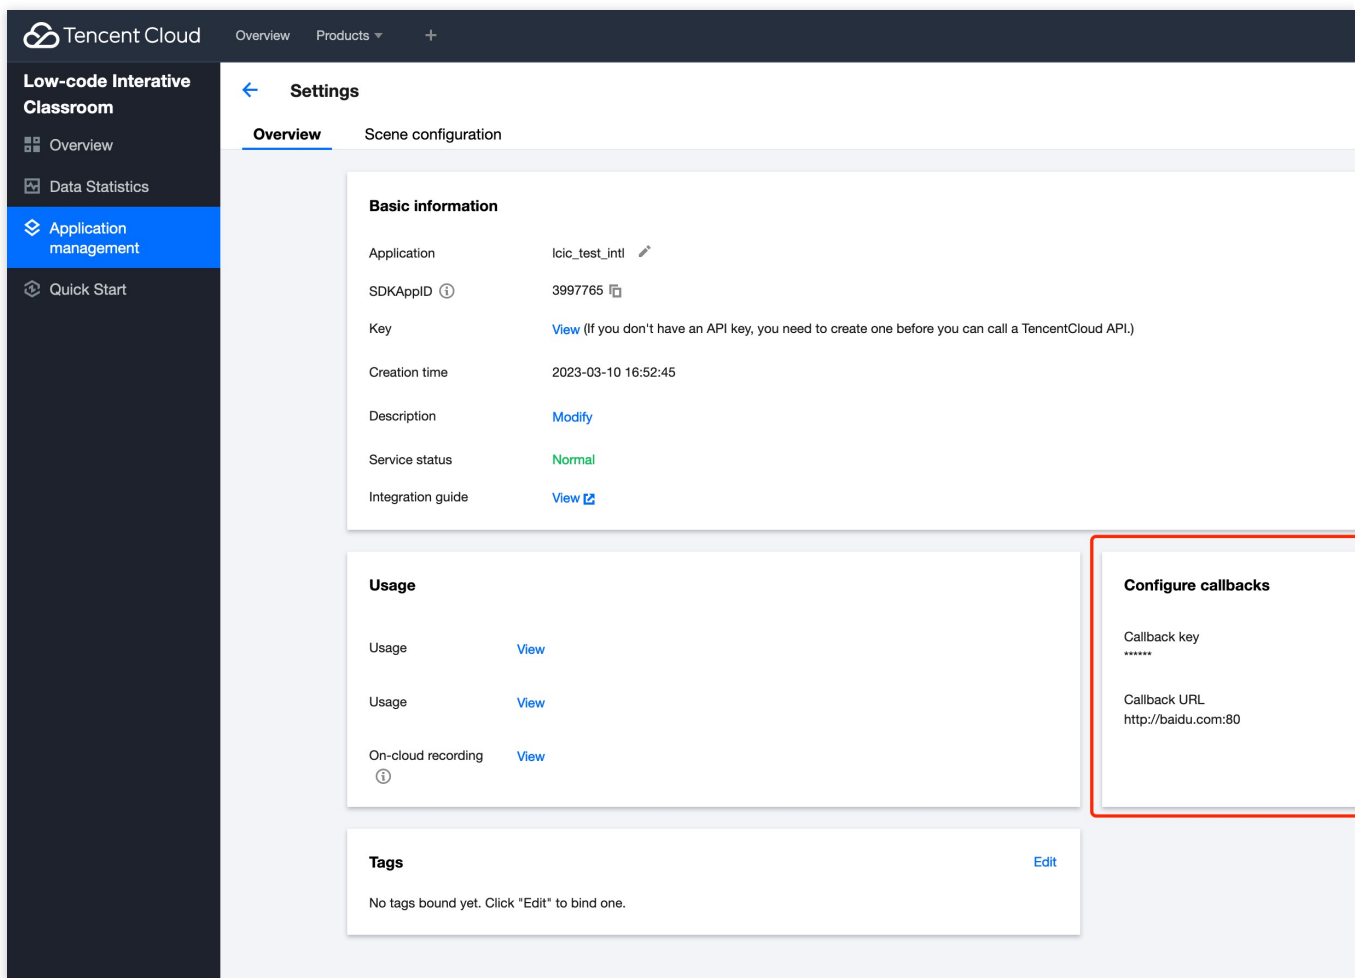 Tencent Cloud
Overview Products +
Low-code Interative
Classroom
Overview
Data Statistics
Application
management
Quick Start
Settings
Overview Scene configuration
Basic information
Application lcic_test_intl
SDKAppID 3997765
Key View (If you don't have an API key, you need to create one before you can call a TencentCloud API.)
Creation time 2023-03-10 16:52:45
Description Modify
Service status Normal
Integration guide View
Usage
Usage View
Usage View
On-cloud recording View
Configure callbacks
Callback key
******
Callback URL
http://baidu.com:80
Tags Edit
No tags bound yet. Click "Edit" to bind one.